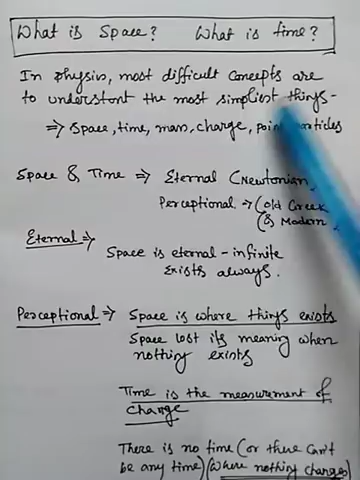 What is Space? What is time?
In physics, most difficult concepts are
to understant the most simpliest things-
⇒ Space, time, mass, charge, point particles
Space & Time ⇒ Eternal (Newtonian,
Perceptional → (Old Greek
(& Modern
Eternal ⇒
Space is eternal - infinite
exists always.
Perceptional ⇒ Space is where things exists
Space lost its meaning when
nothing exists
Time is the measurement of
change
There is no time (or there can't
be any time) (where nothing changes)